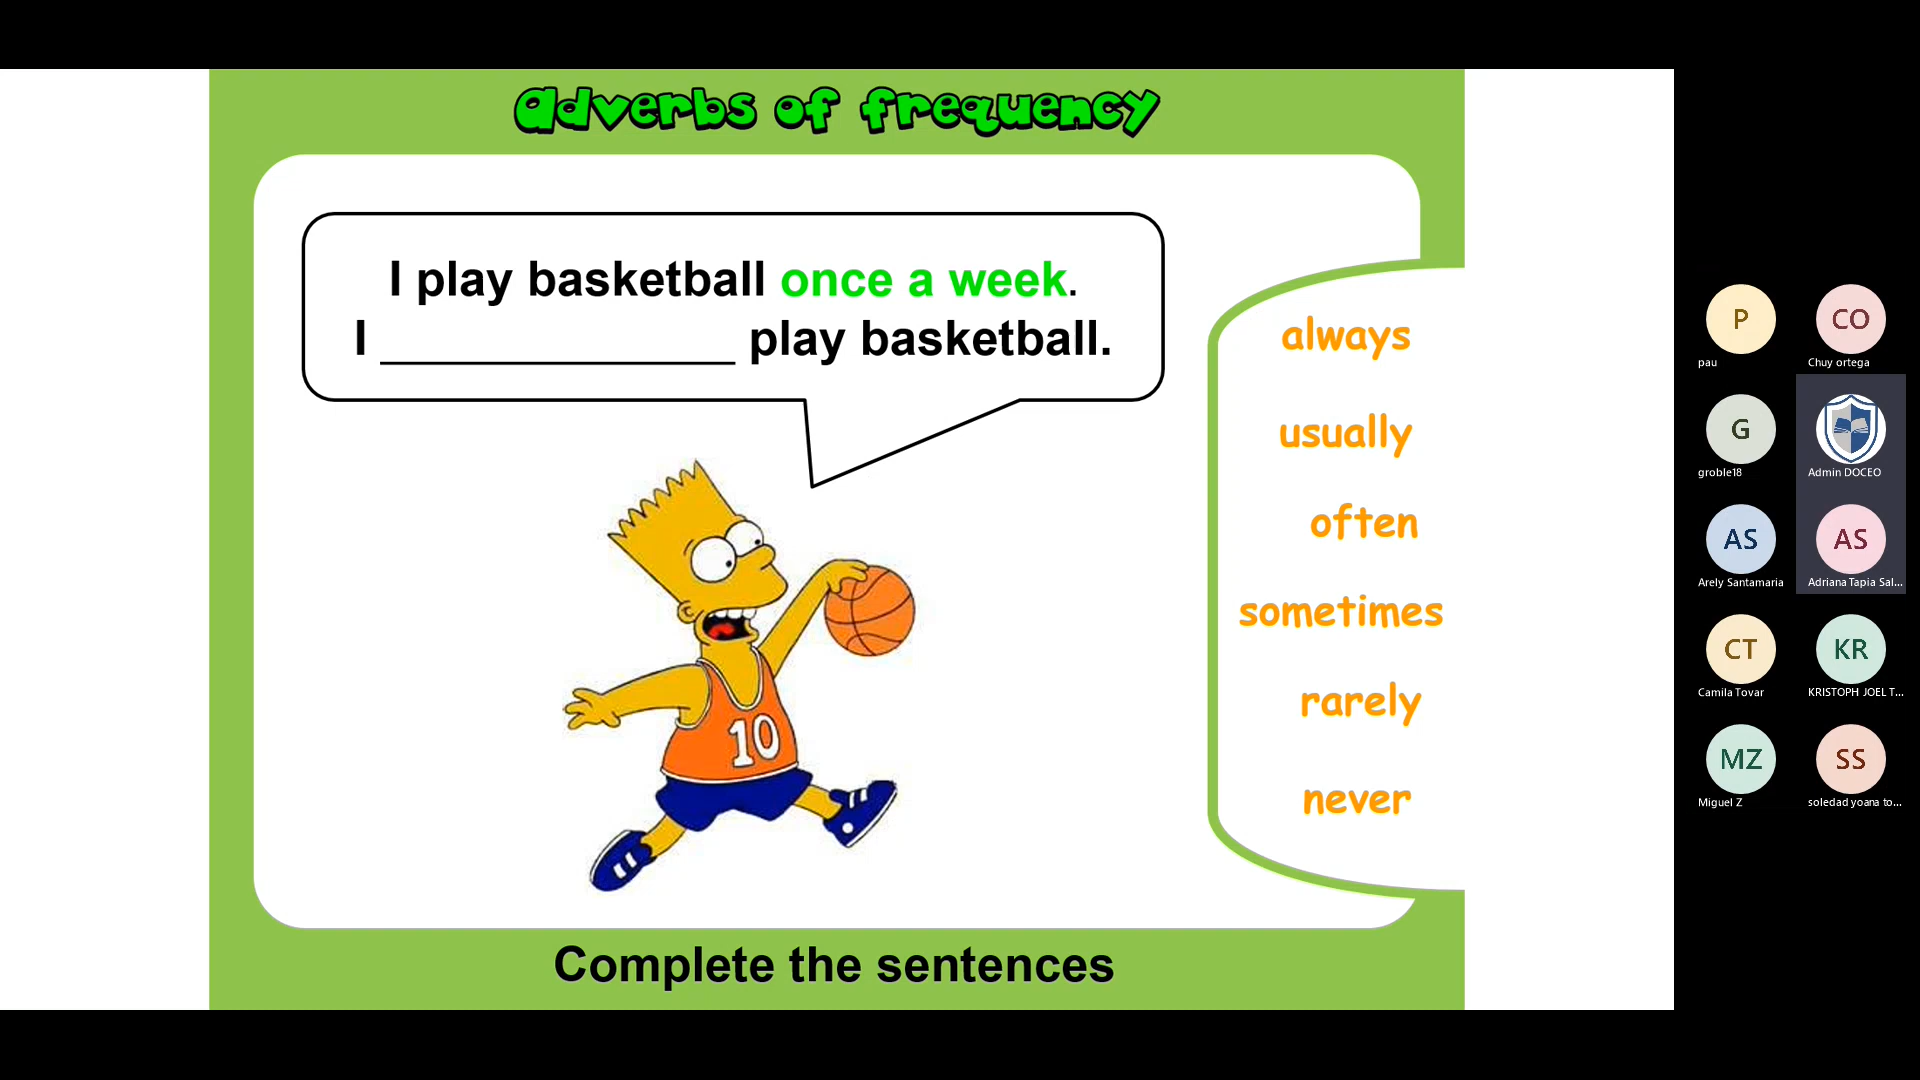 adverbs of frequency
I play basketball once a week.
I ______________ play basketball.
always
usually
often
sometimes
rarely
never
10
Complete the sentences
P
pau
CO
Chuy ortega
G
groble18
Admin DOCEO
AS
Arely Santamaria
AS
Adriana Tapia Sal...
CT
Camila Tovar
KR
KRISTOPH JOEL T...
MZ
Miguel Z
SS
soledad yoana to...